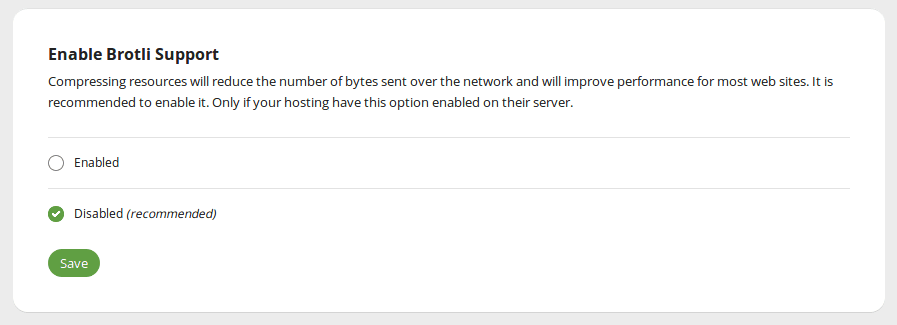 Enable Brotli Support
Compressing resources will reduce the number of bytes sent over the network and will improve performance for most web sites. It is
recommended to enable it. Only if your hosting have this option enabled on their server.
Enabled
Disabled (recommended)
Save